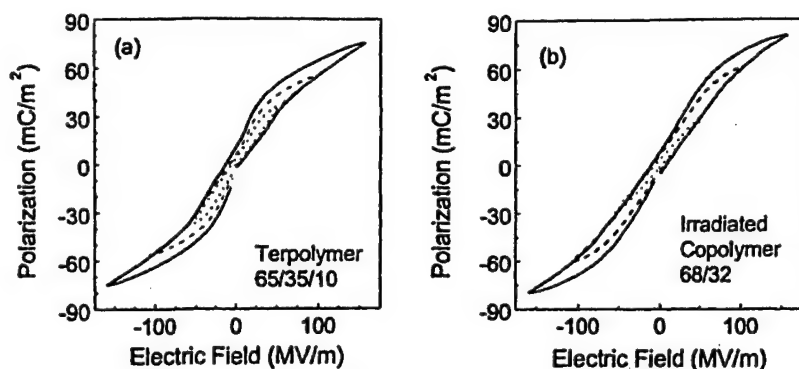 (a)
Polarization (mC/m²)
90
60
30
0
-30
-60
-90
Terpolymer
65/35/10
-100 0 100
Electric Field (MV/m)
(b)
Polarization (mC/m²)
90
60
30
0
-30
-60
-90
Irradiated
Copolymer
68/32
-100 0 100
Electric Field (MV/m)